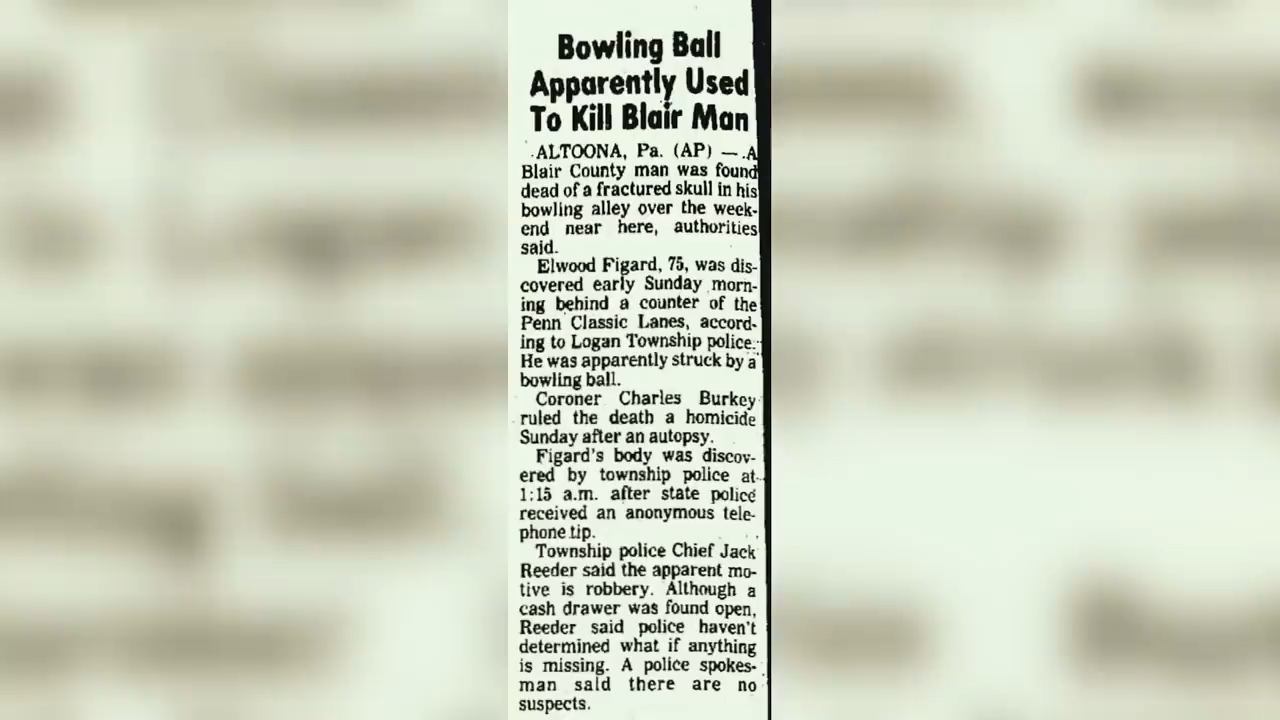 Bowling Ball
Apparently Used
To Kill Blair Man
ALTOONA, Pa. (AP) — A
Blair County man was found
dead of a fractured skull in his
bowling alley over the week-
end near here, authorities
said.
Elwood Figard, 75, was dis-
covered early Sunday morn-
ing behind a counter of the
Penn Classic Lanes, accord-
ing to Logan Township police.
He was apparently struck by a
bowling ball.
Coroner Charles Burkey
ruled the death a homicide
Sunday after an autopsy.
Figard's body was discov-
ered by township police at
1:15 a.m. after state police
received an anonymous tele-
phone tip.
Township police Chief Jack
Reeder said the apparent mo-
tive is robbery. Although a
cash drawer was found open,
Reeder said police haven't
determined what if anything
is missing. A police spokes-
man said there are no
suspects.